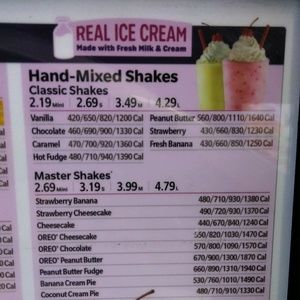 REAL ICE CREAM
Made with Fresh Milk & Cream
Hand-Mixed Shakes
Classic Shakes
2.19 Mini 2.69 S 3.49 M 4.29 L
Vanilla 420/650/820/1200 Cal
Chocolate 460/690/900/1330 Cal
Caramel 470/700/920/1360 Cal
Hot Fudge 480/710/940/1390 Cal
Peanut Butter 560/800/1110/1640 Cal
Strawberry 430/660/830/1230 Cal
Fresh Banana 430/660/850/1250 Cal
Master Shakes
2.69 Mini 3.19 S 3.99 M 4.79 L
Strawberry Banana 480/710/930/1380 Cal
Strawberry Cheesecake 490/720/930/1370 Cal
Cheesecake 440/670/840/1240 Cal
OREO Cheesecake 550/820/1030/1470 Cal
OREO Chocolate 570/800/1090/1570 Cal
OREO Peanut Butter 670/900/1300/1870 Cal
Peanut Butter Fudge 660/890/1310/1940 Cal
Banana Cream Pie 530/760/1010/1490 Cal
Coconut Cream Pie 480/710/910/1330 Cal